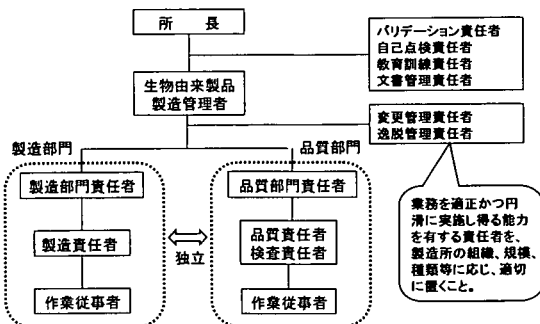 所長
バリデーション責任者
自己点検責任者
教育訓練責任者
文書管理責任者
生物由来製品
製造管理者
変更管理責任者
逸脱管理責任者
製造部門
品質部門
製造部門責任者
品質部門責任者
製造責任者
独立
品質責任者
検査責任者
作業従事者
作業従事者
業務を適正かつ円
滑に実施し得る能力
を有する責任者を、
製造所の組織、規模、
種類等に応じ、適切
に置くこと。